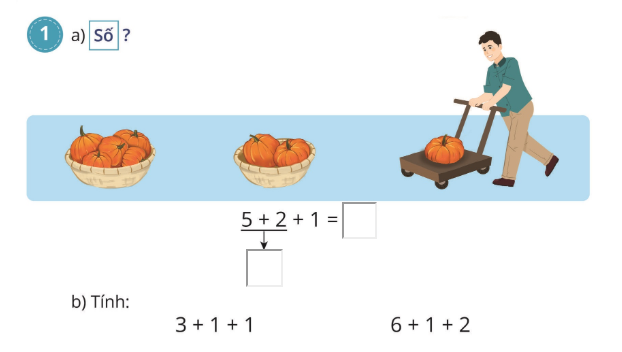 1 a) Số ?
5 + 2 + 1 =
b) Tính:
3 + 1 + 1 6 + 1 + 2